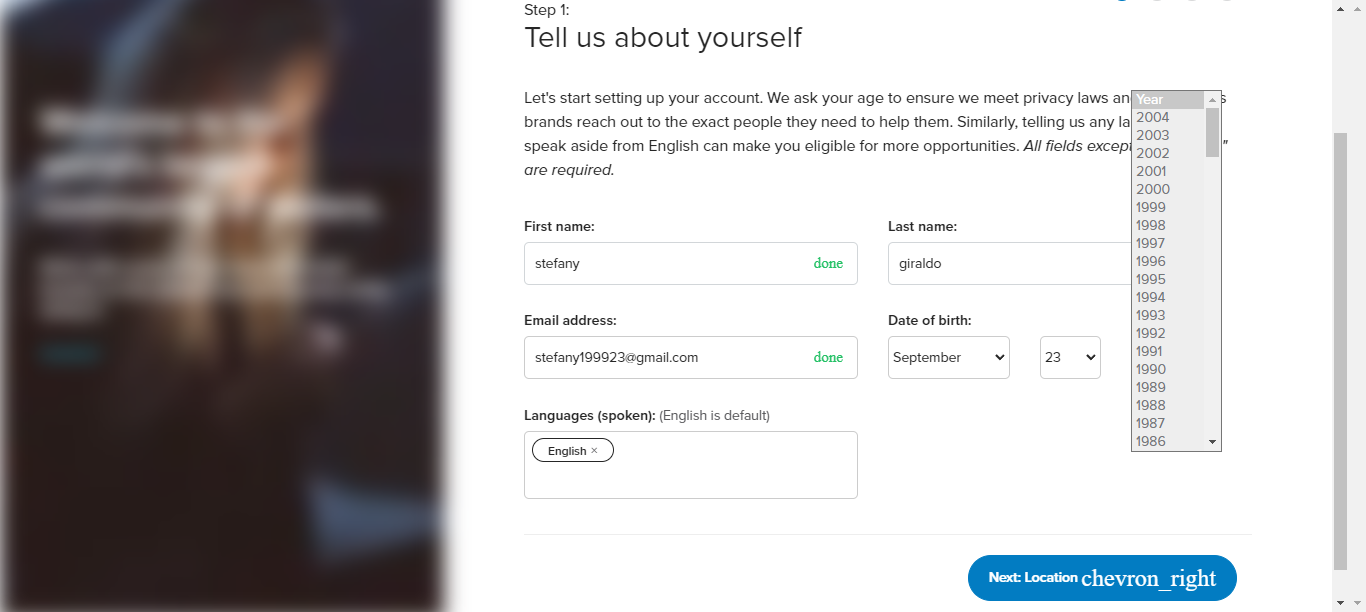 Step 1:
Tell us about yourself
Let's start setting up your account. We ask your age to ensure we meet privacy laws an s
brands reach out to the exact people they need to help them. Similarly, telling us any la
speak aside from English can make you eligible for more opportunities. All fields except "
are required.
First name:
Last name:
stefany
done
giraldo
Email address:
Date of birth:
stefany199923@gmail.com
done
September
23
Year
2004
2003
2002
2001
2000
1999
1998
1997
1996
1995
1994
1993
1992
1991
1990
1989
1988
1987
1986
Languages (spoken): (English is default)
English ×
Next: Location chevron_right